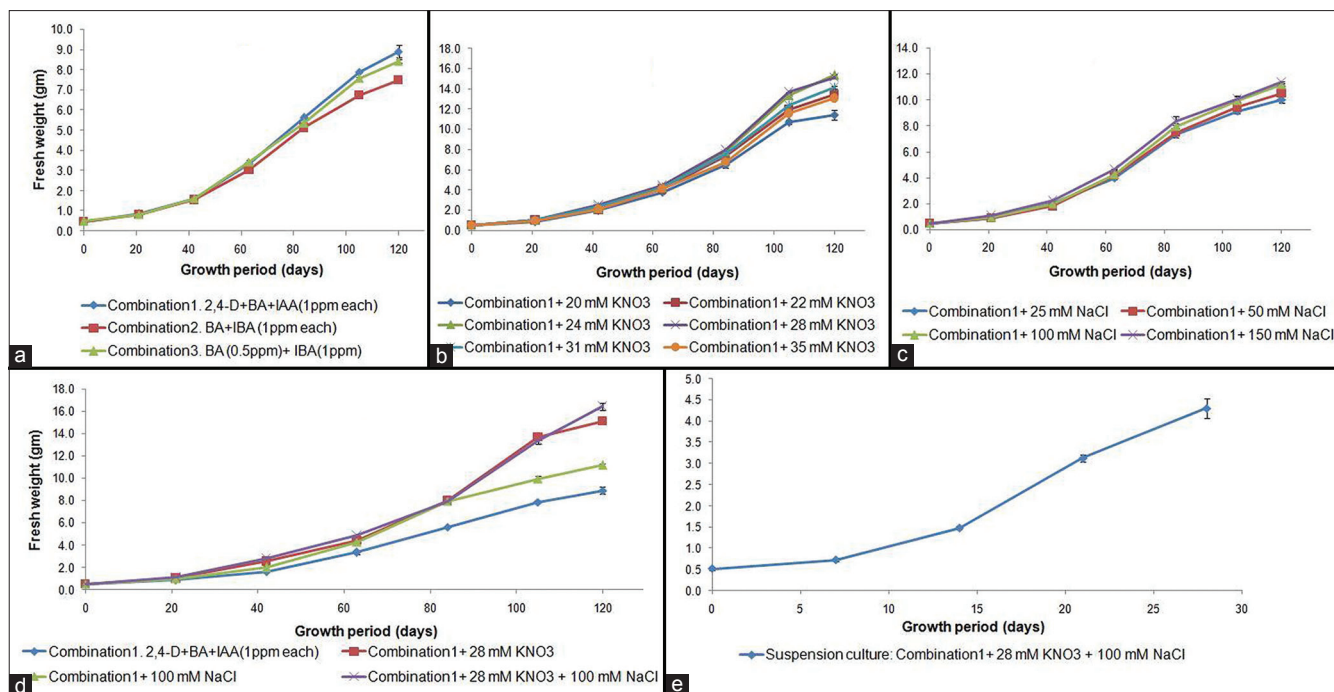 10.0
9.0
8.0
7.0
6.0
5.0
4.0
3.0
2.0
1.0
0.0
Fresh weight (gm)
0 20 40 60 80 100 120
Growth period (days)
Combination1. 2,4-D+BA+IAA(1ppm each)
Combination2. BA+IBA (1ppm each)
Combination3. BA (0.5ppm)+ IBA(1ppm)
a
18.0
16.0
14.0
12.0
10.0
8.0
6.0
4.0
2.0
0.0
0 20 40 60 80 100 120
Growth period (days)
Combination1+ 20 mM KNO3 Combination1+ 22 mM KNO3
Combination1+ 24 mM KNO3 Combination1+ 28 mM KNO3
Combination1+ 31 mM KNO3 Combination1+ 35 mM KNO3
b
14.0
12.0
10.0
8.0
6.0
4.0
2.0
0.0
0 20 40 60 80 100 120
Growth period (days)
Combination1+ 25 mM NaCl Combination1+ 50 mM NaCl
Combination1+ 100 mM NaCl Combination1+ 150 mM NaCl
c
18.0
16.0
14.0
12.0
10.0
8.0
6.0
4.0
2.0
0.0
Fresh weight (gm)
0 20 40 60 80 100 120
Growth period (days)
Combination1. 2,4-D+BA+IAA(1ppm each) Combination1+ 28 mM KNO3
Combination1+ 100 mM NaCl Combination1+ 28 mM KNO3 + 100 mM NaCl
d
5.0
4.5
4.0
3.5
3.0
2.5
2.0
1.5
1.0
0.5
0.0
0 5 10 15 20 25 30
Growth period (days)
Suspension culture: Combination1+ 28 mM KNO3 + 100 mM NaCl
e